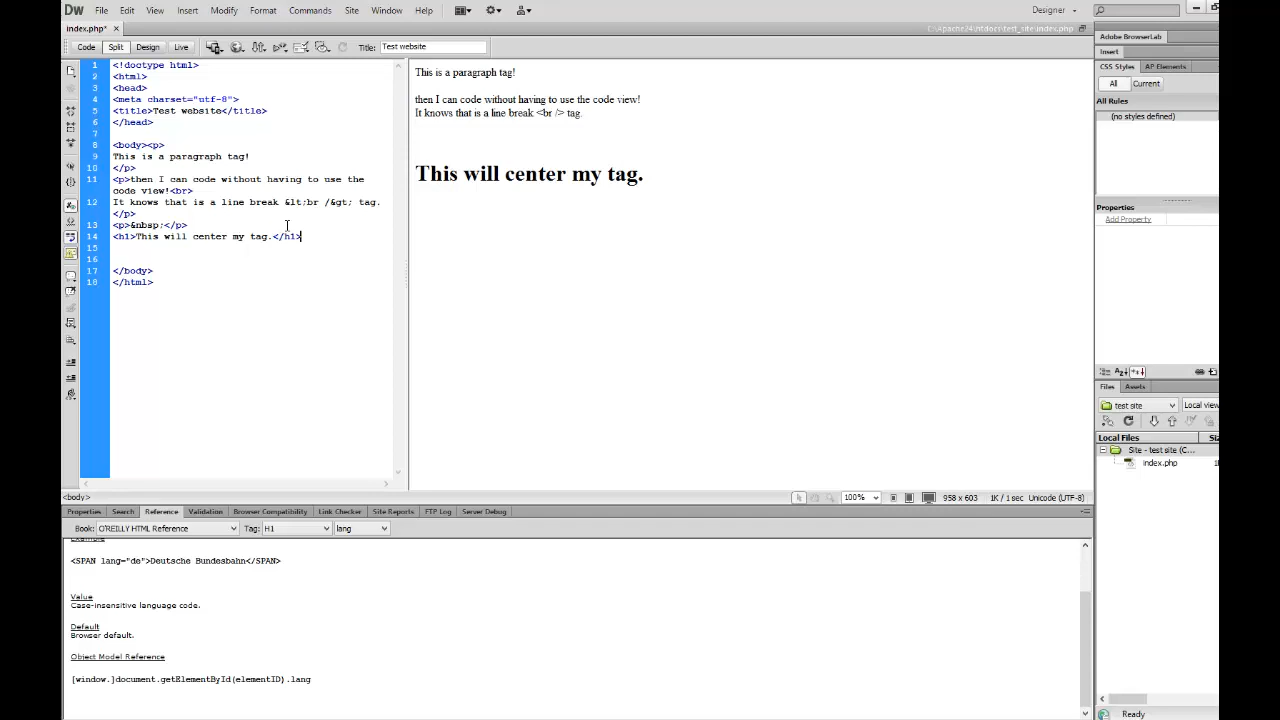 Dw File Edit View Insert Modify Format Commands Site Window Help Designer
index.php* C:\Apache24\htdocs\test_site\index.php
Code Split Design Live Title: Test website
1 <!doctype html>
2 <html>
3 <head>
4 <meta charset="utf-8">
5 <title>Test website</title>
6 </head>
7
8 <body><p>
9 This is a paragraph tag!
10 </p>
11 <p>then I can code without having to use the
code view!<br>
12 It knows that is a line break &lt;br /&gt; tag.
</p>
13 <p>&nbsp;</p>
14 <h1>This will center my tag.</h1>
15
16
17 </body>
18 </html>
This is a paragraph tag!
then I can code without having to use the code view!
It knows that is a line break <br /> tag.
This will center my tag.
Adobe BrowserLab
Insert
CSS Styles AP Elements
All Current
All Rules
(no styles defined)
Properties
Add Property
Files Assets
test site Local view
Local Files
Site - test site (C...
index.php
Ready
<body> 100% 958 x 603 1K / 1 sec Unicode (UTF-8)
Properties Search Reference Validation Browser Compatibility Link Checker Site Reports FTP Log Server Debug
Book: O'REILLY HTML Reference Tag: H1 lang
Example
<SPAN lang="de">Deutsche Bundesbahn</SPAN>
Value
Case-insensitive language code.
Default
Browser default.
Object Model Reference
[window.]document.getElementById(elementID).lang